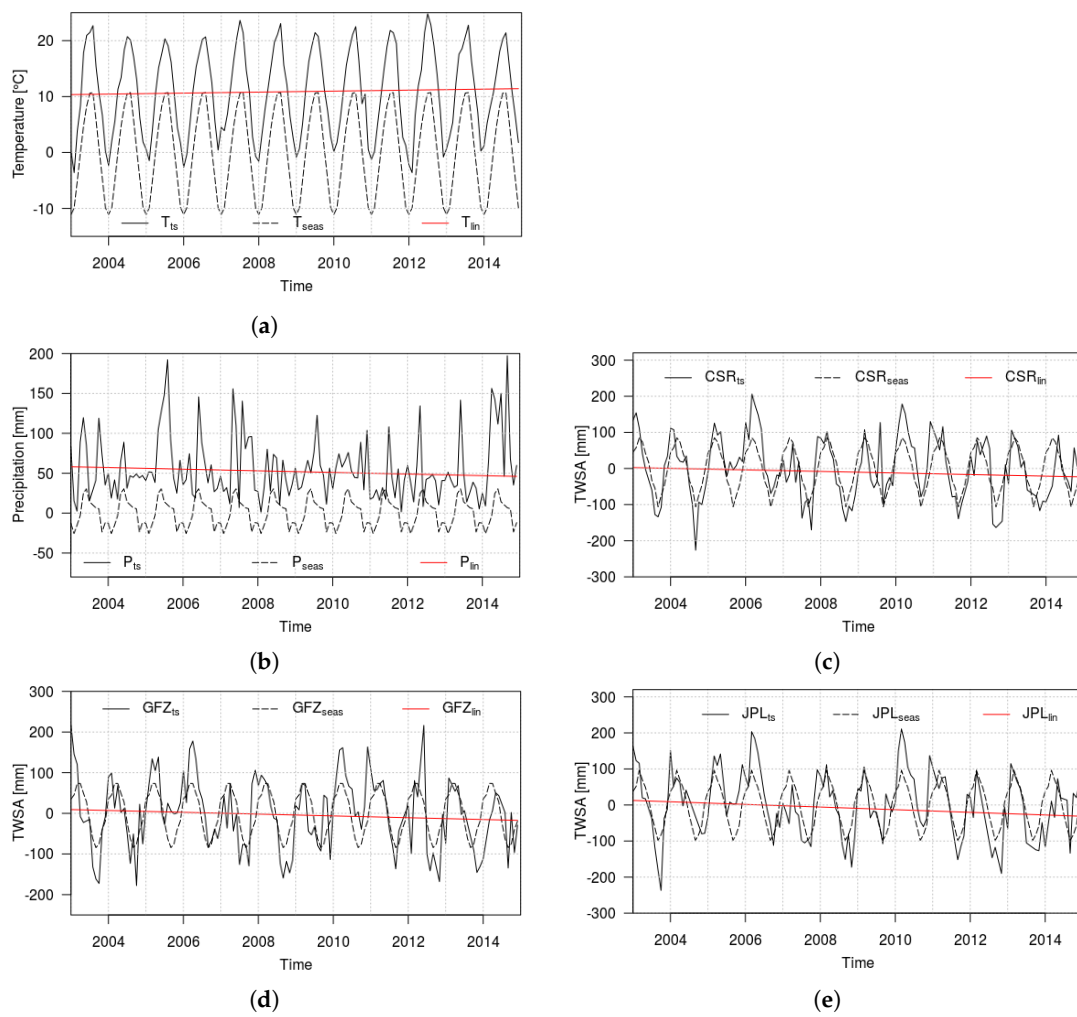 20
10
0
-10
Temperature [°C]
T_ts T_seas T_lin
2004 2006 2008 2010 2012 2014
Time
(a)
200
150
100
50
0
-50
Precipitation [mm]
P_ts P_seas P_lin
2004 2006 2008 2010 2012 2014
Time
(b)
300
200
100
0
-100
-200
-300
TWSA [mm]
CSR_ts CSR_seas CSR_lin
2004 2006 2008 2010 2012 2014
Time
(c)
300
200
100
0
-100
-200
TWSA [mm]
GFZ_ts GFZ_seas GFZ_lin
2004 2006 2008 2010 2012 2014
Time
(d)
300
200
100
0
-100
-200
-300
TWSA [mm]
JPL_ts JPL_seas JPL_lin
2004 2006 2008 2010 2012 2014
Time
(e)